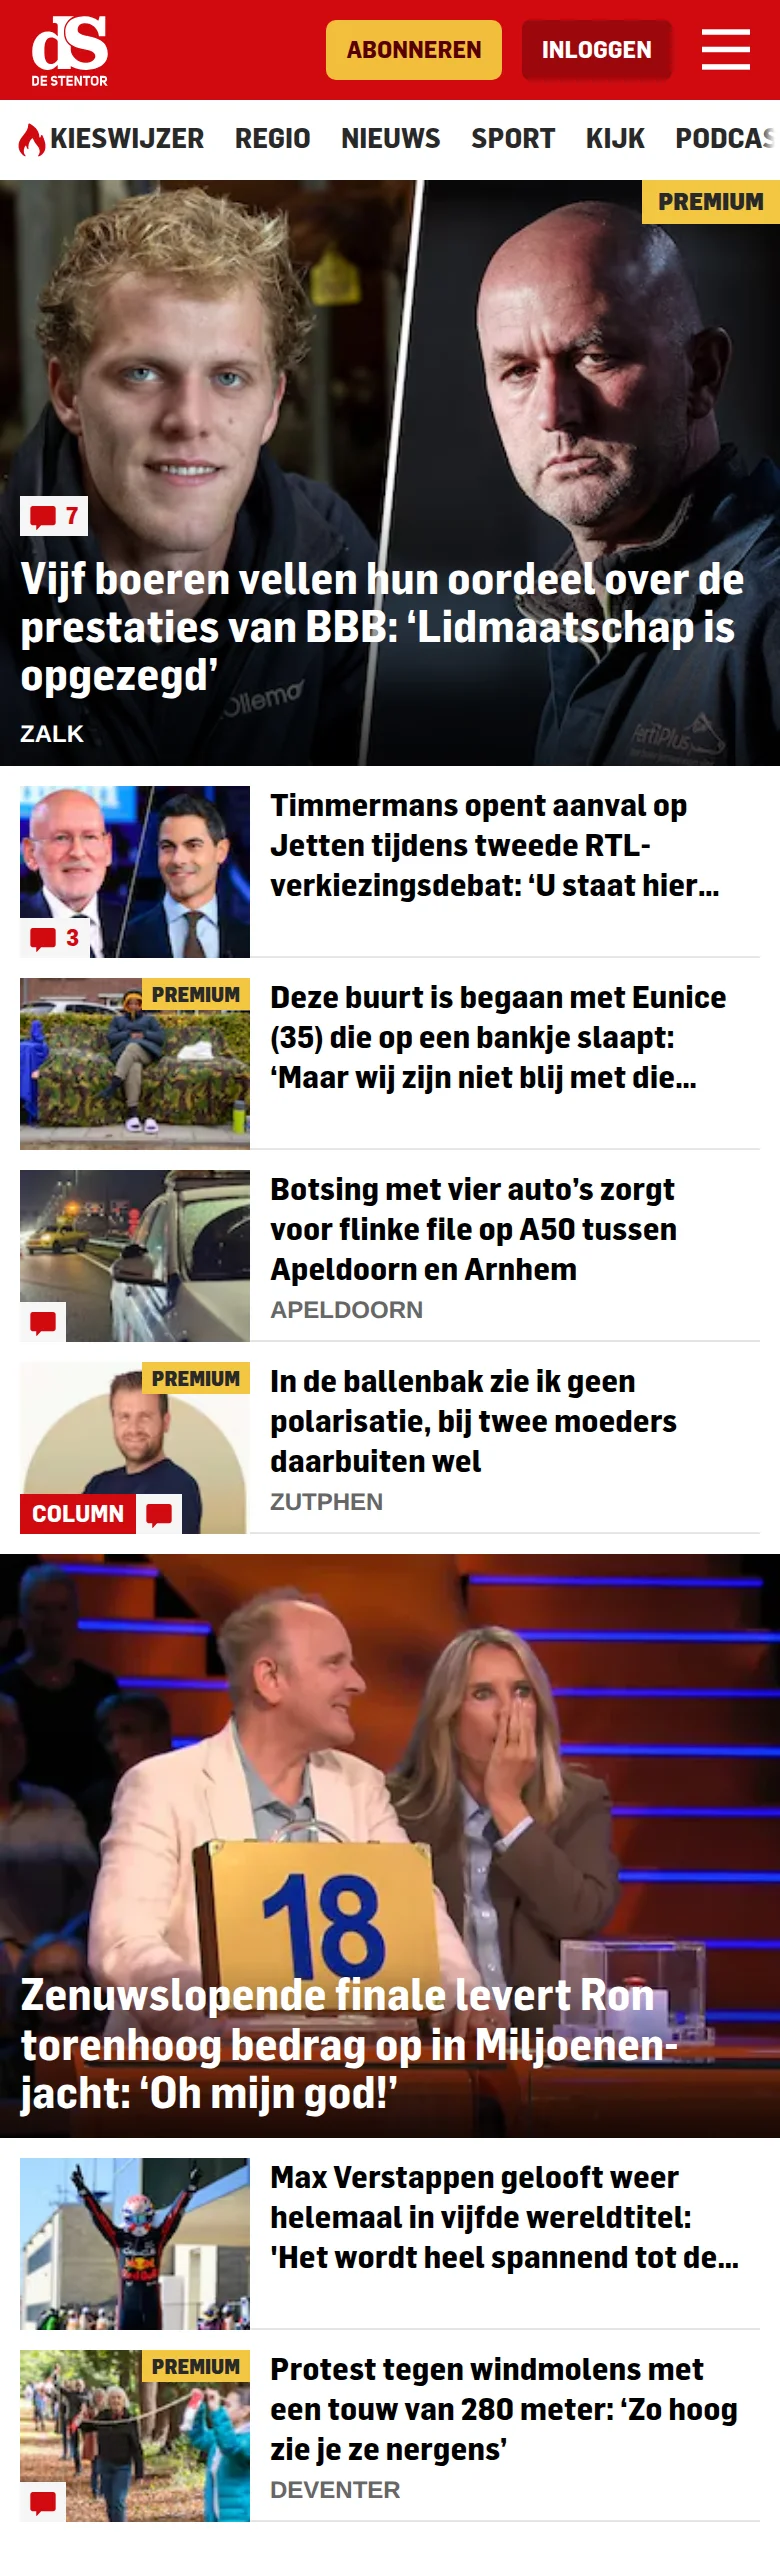 dS
DE STENTOR
ABONNEREN
INLOGGEN
KIESWIJZER REGIO NIEUWS SPORT KIJK PODCAS
PREMIUM
7
Vijf boeren vellen hun oordeel over de
prestaties van BBB: ‘Lidmaatschap is
opgezegd’
ZALK
Timmermans opent aanval op
Jetten tijdens tweede RTL-
verkiezingsdebat: ‘U staat hier...
3
PREMIUM
Deze buurt is begaan met Eunice
(35) die op een bankje slaapt:
‘Maar wij zijn niet blij met die...
Botsing met vier auto’s zorgt
voor flinke file op A50 tussen
Apeldoorn en Arnhem
APELDOORN
PREMIUM
In de ballenbak zie ik geen
polarisatie, bij twee moeders
daarbuiten wel
ZUTPHEN
COLUMN
18
Zenuwslopende finale levert Ron
torenhoog bedrag op in Miljoenen-
jacht: ‘Oh mijn god!’
Max Verstappen gelooft weer
helemaal in vijfde wereldtitel:
'Het wordt heel spannend tot de...
PREMIUM
Protest tegen windmolens met
een touw van 280 meter: ‘Zo hoog
zie je ze nergens’
DEVENTER